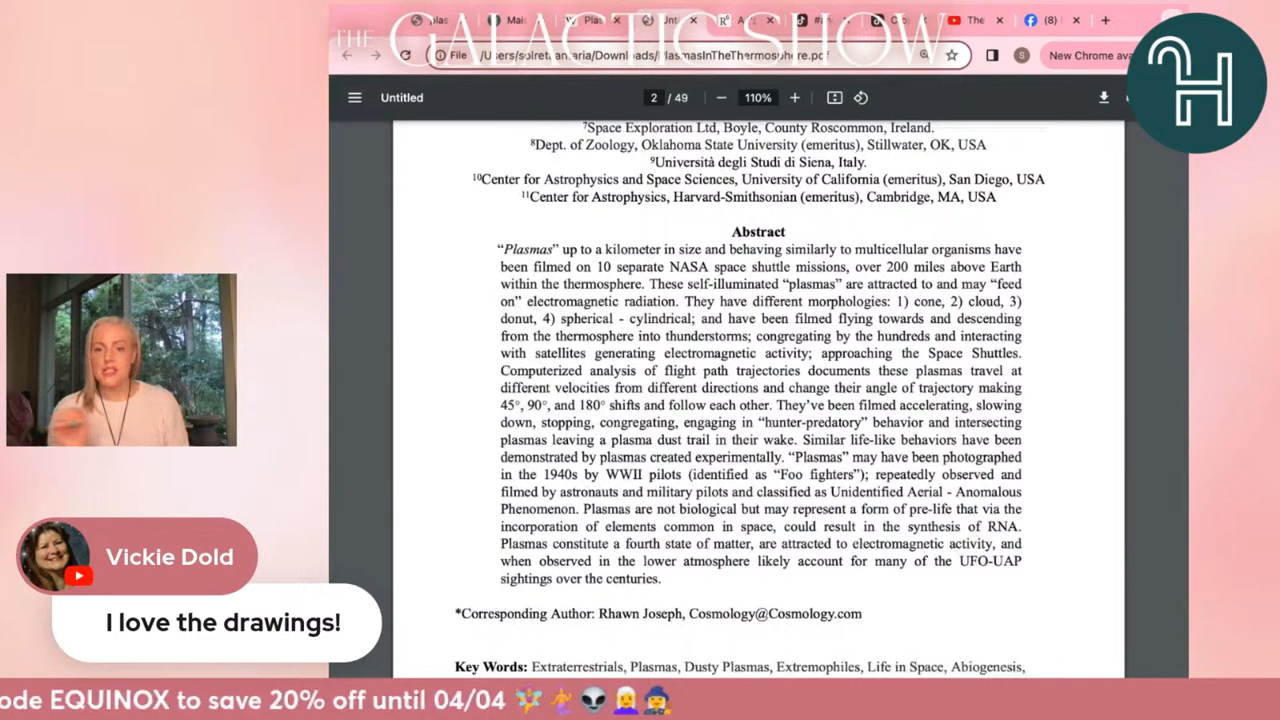 THE GALACTIC SHOW
plas
Mai
Plas
Unt
A
#a
The
(8)
File /Users/solretamaria/Downloads/PlasmasInTheThermosphere.pdf
New Chrome ava
H
Untitled
2 / 49
110%
⁷Space Exploration Ltd, Boyle, County Roscommon, Ireland.
⁸Dept. of Zoology, Oklahoma State University (emeritus), Stillwater, OK, USA
⁹Università degli Studi di Siena, Italy.
¹⁰Center for Astrophysics and Space Sciences, University of California (emeritus), San Diego, USA
¹¹Center for Astrophysics, Harvard-Smithsonian (emeritus), Cambridge, MA, USA
Abstract
“Plasmas” up to a kilometer in size and behaving similarly to multicellular organisms have
been filmed on 10 separate NASA space shuttle missions, over 200 miles above Earth
within the thermosphere. These self-illuminated “plasmas” are attracted to and may “feed
on” electromagnetic radiation. They have different morphologies: 1) cone, 2) cloud, 3)
donut, 4) spherical - cylindrical; and have been filmed flying towards and descending
from the thermosphere into thunderstorms; congregating by the hundreds and interacting
with satellites generating electromagnetic activity; approaching the Space Shuttles.
Computerized analysis of flight path trajectories documents these plasmas travel at
different velocities from different directions and change their angle of trajectory making
45°, 90°, and 180° shifts and follow each other. They’ve been filmed accelerating, slowing
down, stopping, congregating, engaging in “hunter-predatory” behavior and intersecting
plasmas leaving a plasma dust trail in their wake. Similar life-like behaviors have been
demonstrated by plasmas created experimentally. “Plasmas” may have been photographed
in the 1940s by WWII pilots (identified as “Foo fighters”); repeatedly observed and
filmed by astronauts and military pilots and classified as Unidentified Aerial - Anomalous
Phenomenon. Plasmas are not biological but may represent a form of pre-life that via the
incorporation of elements common in space, could result in the synthesis of RNA.
Plasmas constitute a fourth state of matter, are attracted to electromagnetic activity, and
when observed in the lower atmosphere likely account for many of the UFO-UAP
sightings over the centuries.
*Corresponding Author: Rhawn Joseph, Cosmology@Cosmology.com
Key Words: Extraterrestrials, Plasmas, Dusty Plasmas, Extremophiles, Life in Space, Abiogenesis,
Vickie Dold
I love the drawings!
ode EQUINOX to save 20% off until 04/04